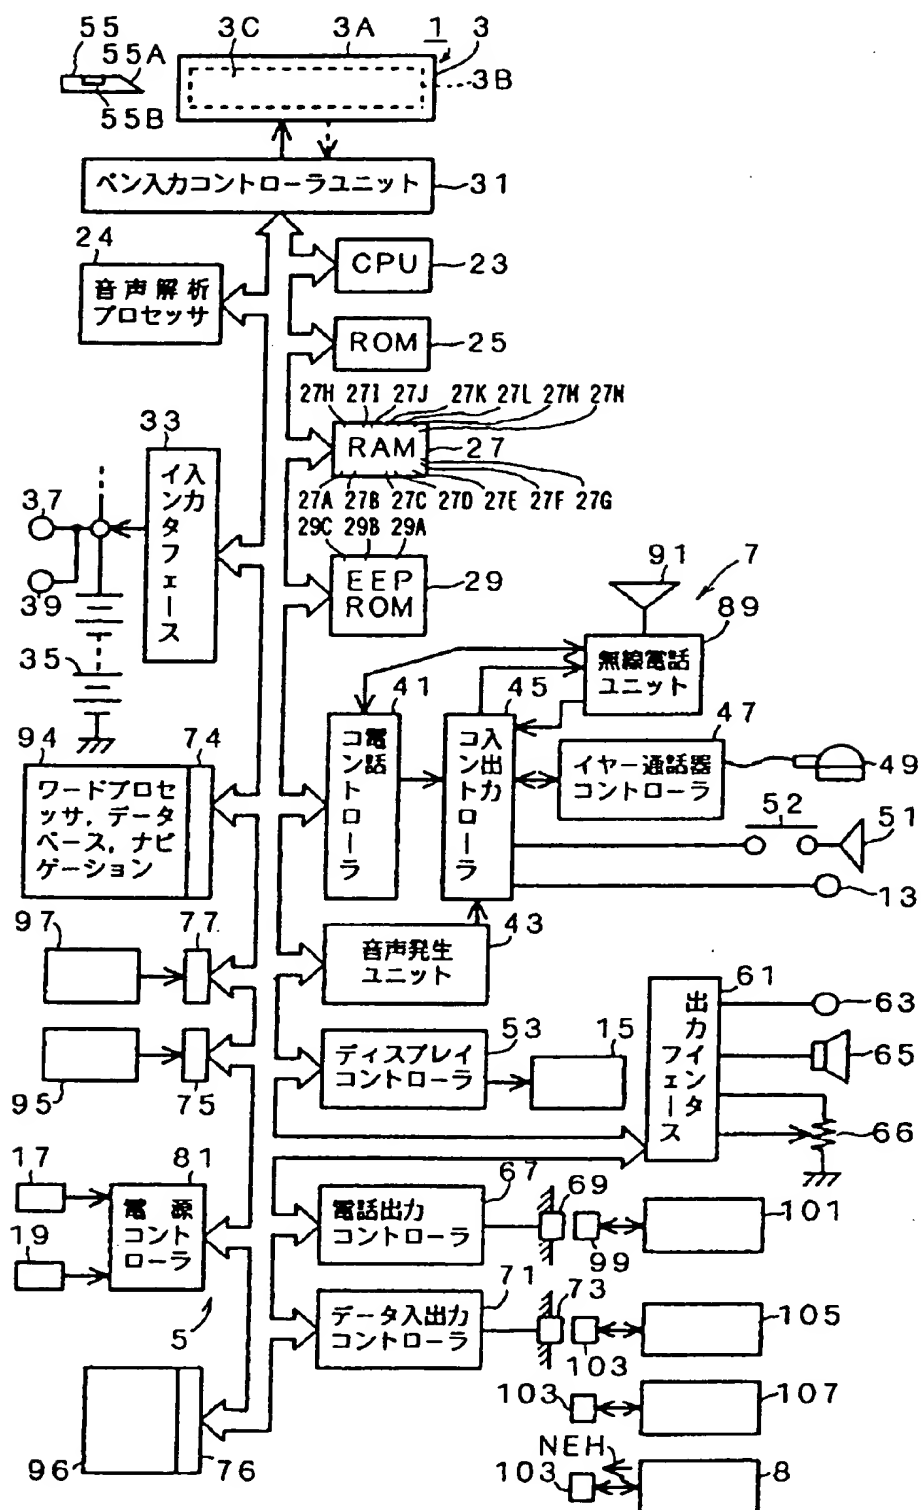 3C
3A
1
3
55
55A
3B
55B
ペン入力コントローラユニット
31
24
音声解析
プロセッサ
CPU
23
ROM
25
27H 27I 27J 27K 27L 27M 27N
RAM
27
27A 27B 27C 27D 27E 27F 27G
29C 29B 29A
EEP
ROM
29
33
入力
インタフェース
37
39
35
91
7
89
無線電話
ユニット
41
電話
コントローラ
45
入出力
コントローラ
47
イヤー通話器
コントローラ
49
52
51
13
94
74
ワードプロセ
ッサ,データ
ベース,ナビ
ゲーション
97
77
43
音声発生
ユニット
61
出力インタ
フェース
63
65
66
95
75
53
ディスプレイ
コントローラ
15
17
19
81
電源
コント
ローラ
5
67
電話出力
コントローラ
69
99
101
71
データ入出力
コントローラ
73
103
105
103
107
NEH
103
8
96
76